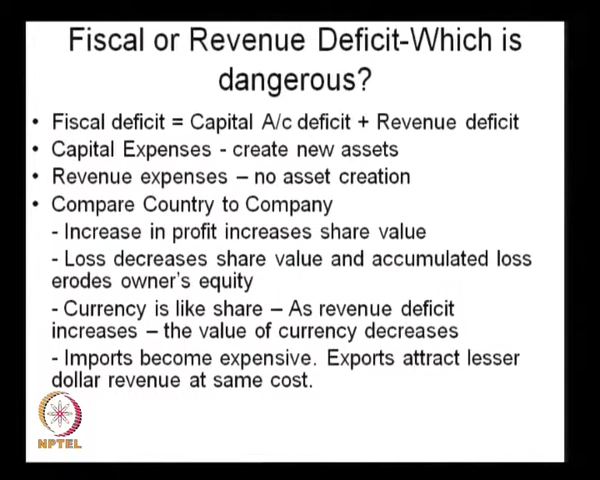 Fiscal or Revenue Deficit-Which is
dangerous?
• Fiscal deficit = Capital A/c deficit + Revenue deficit
• Capital Expenses - create new assets
• Revenue expenses – no asset creation
• Compare Country to Company
- Increase in profit increases share value
- Loss decreases share value and accumulated loss
erodes owner's equity
- Currency is like share – As revenue deficit
increases – the value of currency decreases
- Imports become expensive. Exports attract lesser
dollar revenue at same cost.
NPTEL